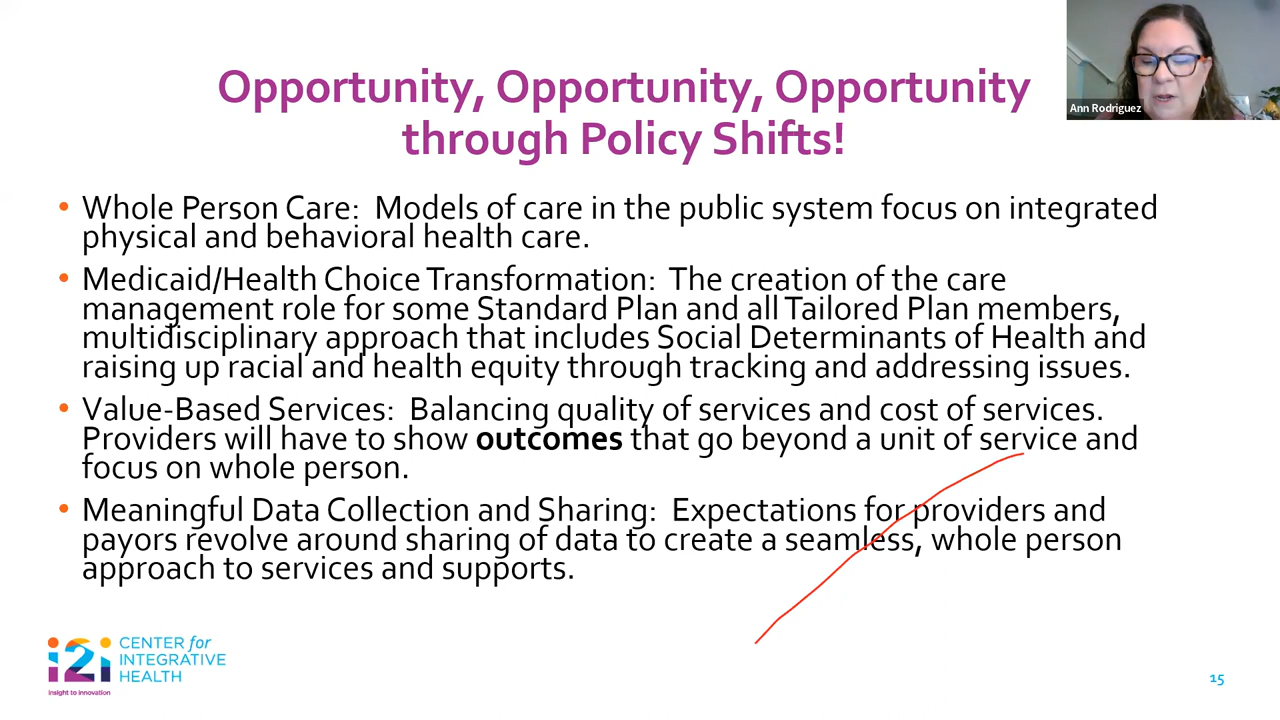 Opportunity, Opportunity, Opportunity
through Policy Shifts!
Ann Rodriguez
• Whole Person Care:  Models of care in the public system focus on integrated
physical and behavioral health care.
• Medicaid/Health Choice Transformation:  The creation of the care
management role for some Standard Plan and all Tailored Plan members,
multidisciplinary approach that includes Social Determinants of Health and
raising up racial and health equity through tracking and addressing issues.
• Value-Based Services:  Balancing quality of services and cost of services.
Providers will have to show outcomes that go beyond a unit of service and
focus on whole person.
• Meaningful Data Collection and Sharing:  Expectations for providers and
payors revolve around sharing of data to create a seamless, whole person
approach to services and supports.
i2i
insight to innovation
CENTER for
INTEGRATIVE
HEALTH
15